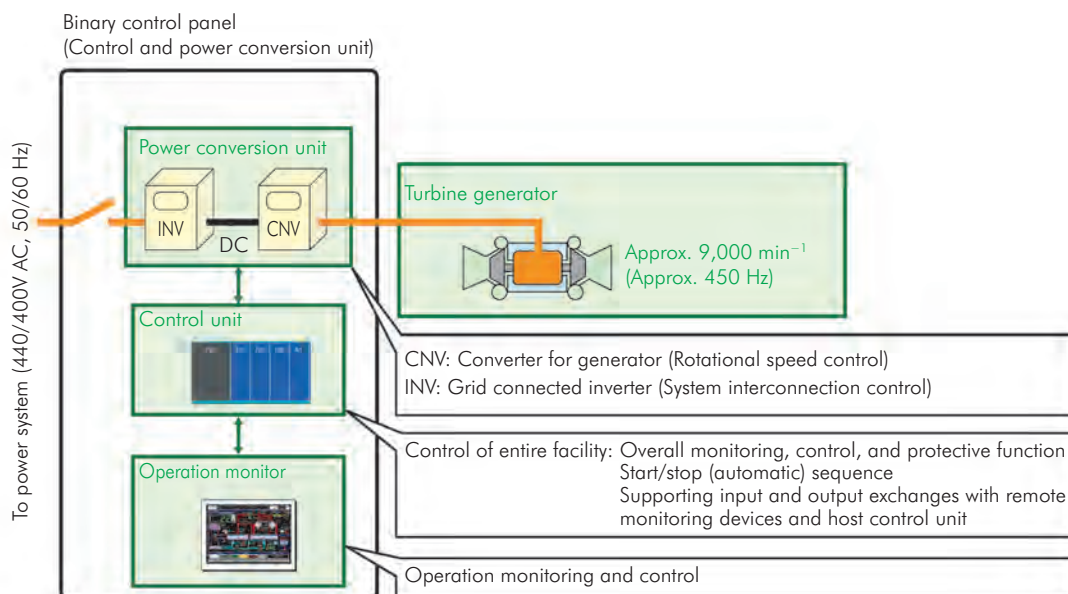 Binary control panel
(Control and power conversion unit)
To power system (440/400V AC, 50/60 Hz)
Power conversion unit
INV
DC
CNV
Turbine generator
Approx. 9,000 min⁻¹
(Approx. 450 Hz)
Control unit
CNV: Converter for generator (Rotational speed control)
INV: Grid connected inverter (System interconnection control)
Control of entire facility: Overall monitoring, control, and protective function
Start/stop (automatic) sequence
Supporting input and output exchanges with remote
monitoring devices and host control unit
Operation monitor
Operation monitoring and control